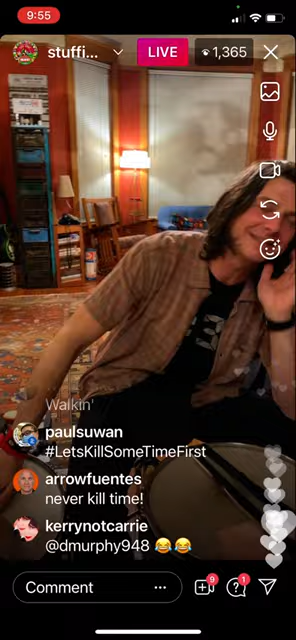 9:55
stuffi...
LIVE
1,365
Walkin'
paulsuwan
#LetsKillSomeTimeFirst
arrowfuentes
never kill time!
kerrynotcarrie
@dmurphy948 😂😂
Comment
9
1